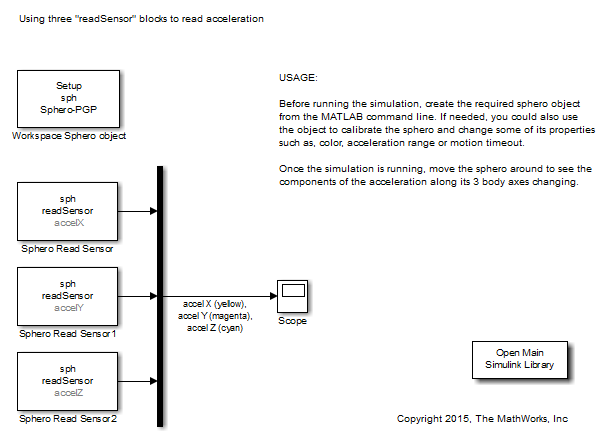 Using three "readSensor" blocks to read acceleration
Setup
sph
Sphero-PGP
Workspace Sphero object
USAGE:
Before running the simulation, create the required sphero object
from the MATLAB command line. If needed, you could also use
the object to calibrate the sphero and change some of its properties
such as, color, acceleration range or motion timeout.
Once the simulation is running, move the sphero around to see the
components of the acceleration along its 3 body axes changing.
sph
readSensor
accelX
Sphero Read Sensor
sph
readSensor
accelY
Sphero Read Sensor1
accel X (yellow),
accel Y (magenta),
accel Z (cyan)
Scope
sph
readSensor
accelZ
Sphero Read Sensor2
Open Main
Simulink Library
Copyright 2015, The MathWorks, Inc